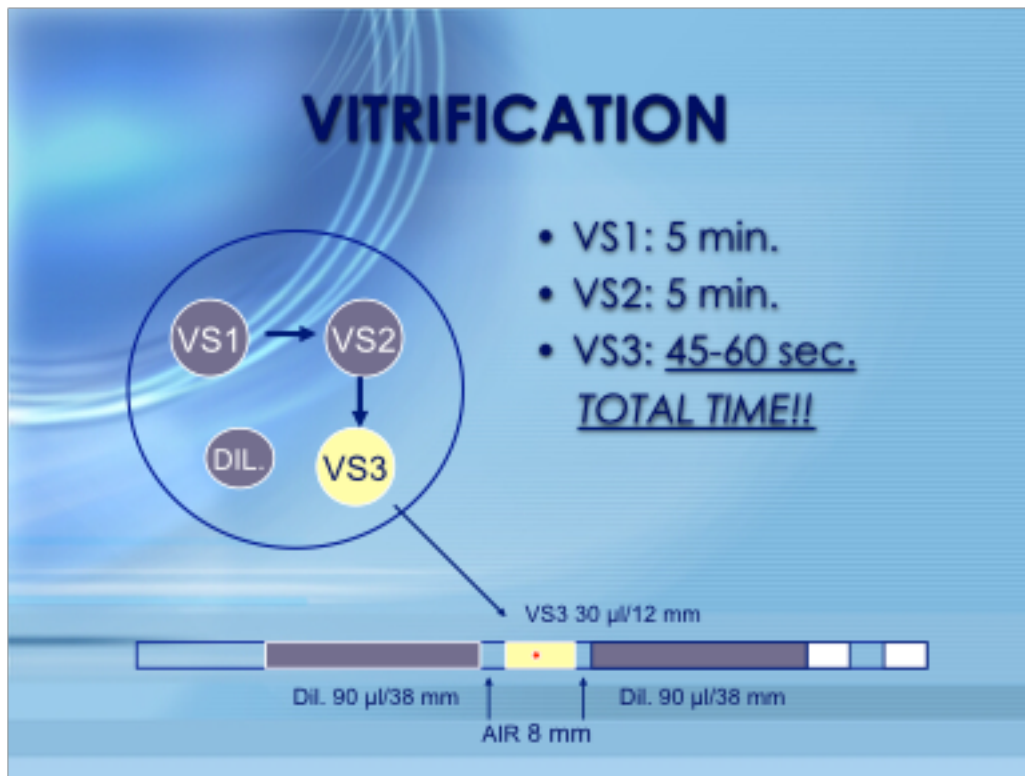 VITRIFICATION
• VS1: 5 min.
• VS2: 5 min.
• VS3: 45-60 sec.
TOTAL TIME!!
VS1
VS2
DIL.
VS3
VS3 30 µl/12 mm
Dil. 90 µl/38 mm
Dil. 90 µl/38 mm
AIR 8 mm